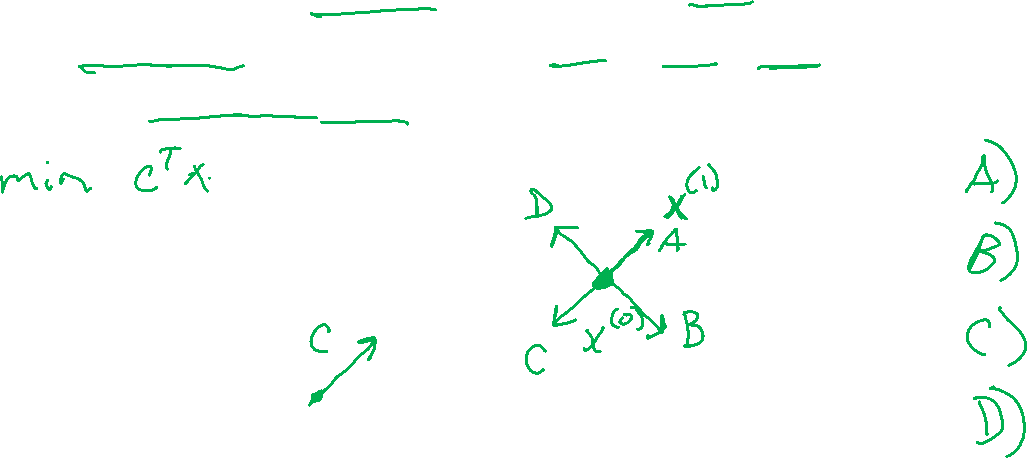 min C^T x.
x^(1)
D
A
A)
B)
C
x^(0)
B
C
C)
D)